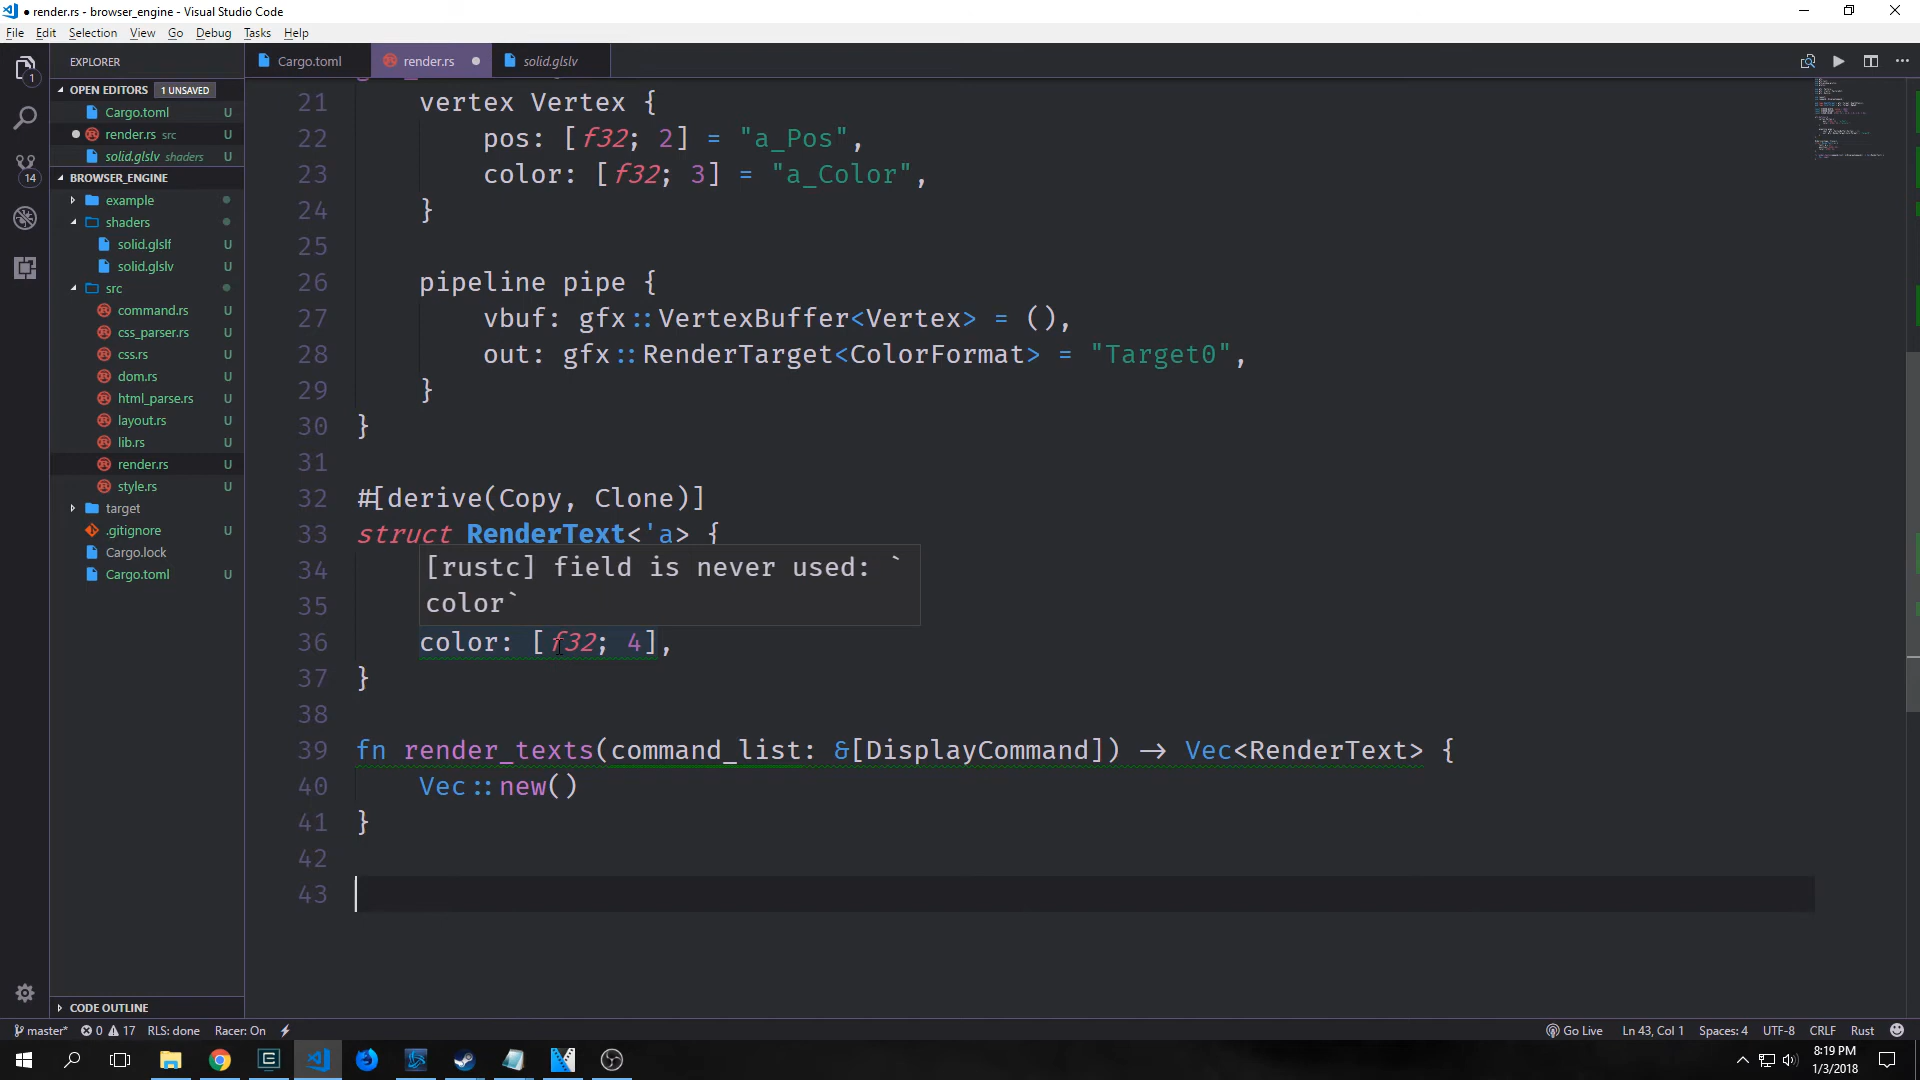 ● render.rs - browser_engine - Visual Studio Code
File Edit Selection View Go Debug Tasks Help
EXPLORER
Cargo.toml
render.rs
solid.glslv
1
OPEN EDITORS 1 UNSAVED
Cargo.toml U
render.rs src U
solid.glslv shaders U
14
BROWSER_ENGINE
example
shaders
solid.glslf U
solid.glslv U
src
command.rs U
css_parser.rs U
css.rs U
dom.rs U
html_parse.rs U
layout.rs U
lib.rs U
render.rs U
style.rs U
target
.gitignore U
Cargo.lock
Cargo.toml U
CODE OUTLINE
21 vertex Vertex {
22 pos: [f32; 2] = "a_Pos",
23 color: [f32; 3] = "a_Color",
24 }
25
26 pipeline pipe {
27 vbuf: gfx::VertexBuffer<Vertex> = (),
28 out: gfx::RenderTarget<ColorFormat> = "Target0",
29 }
30 }
31
32 #[derive(Copy, Clone)]
33 struct RenderText<'a> {
34 [rustc] field is never used: `
35 color`
36 color: [f32; 4],
37 }
38
39 fn render_texts(command_list: &[DisplayCommand]) -> Vec<RenderText> {
40 Vec::new()
41 }
42
43
master* 0 17 RLS: done Racer: On Go Live Ln 43, Col 1 Spaces: 4 UTF-8 CRLF Rust
8:19 PM
1/3/2018